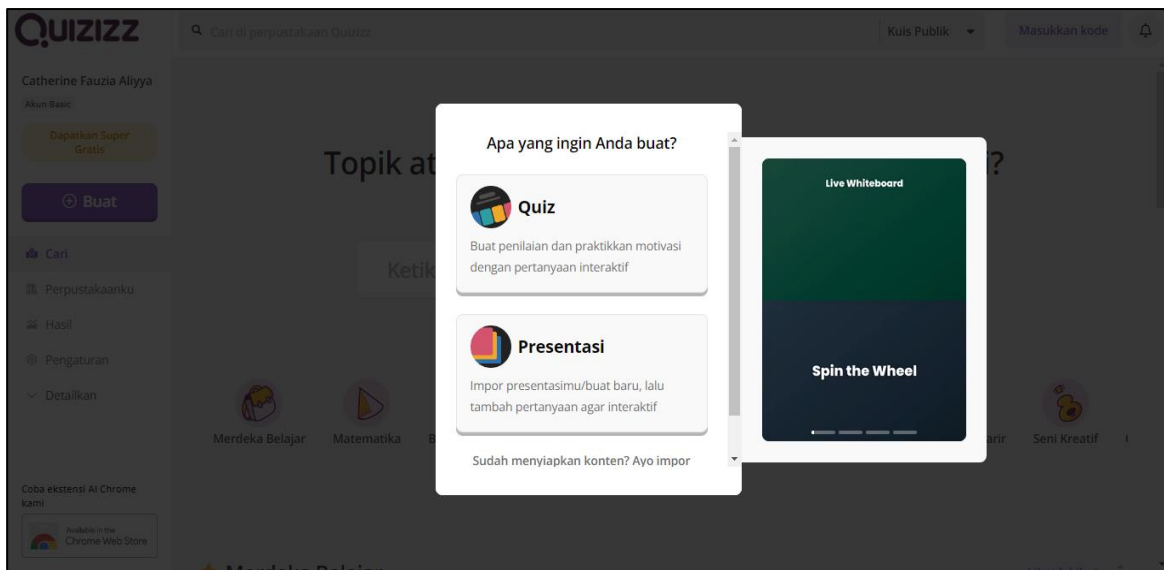 QUIZIZZ
Cari di perpustakaan Quizizz
Kuis Publik
Masukkan kode
Catherine Fauzia Aliyya
Akun Basic
Dapatkan Super
Gratis
Buat
Cari
Perpustakaanku
Hasil
Pengaturan
Detailkan
Coba ekstensi AI Chrome
kami
Available in the
Chrome Web Store
Topik at
?
Ketik
Merdeka Belajar
Matematika
Seni Kreatif
Apa yang ingin Anda buat?
Quiz
Buat penilaian dan praktikkan motivasi
dengan pertanyaan interaktif
Presentasi
Impor presentasimu/buat baru, lalu
tambah pertanyaan agar interaktif
Sudah menyiapkan konten? Ayo impor
Live Whiteboard
Spin the Wheel
Merdeka Belajar